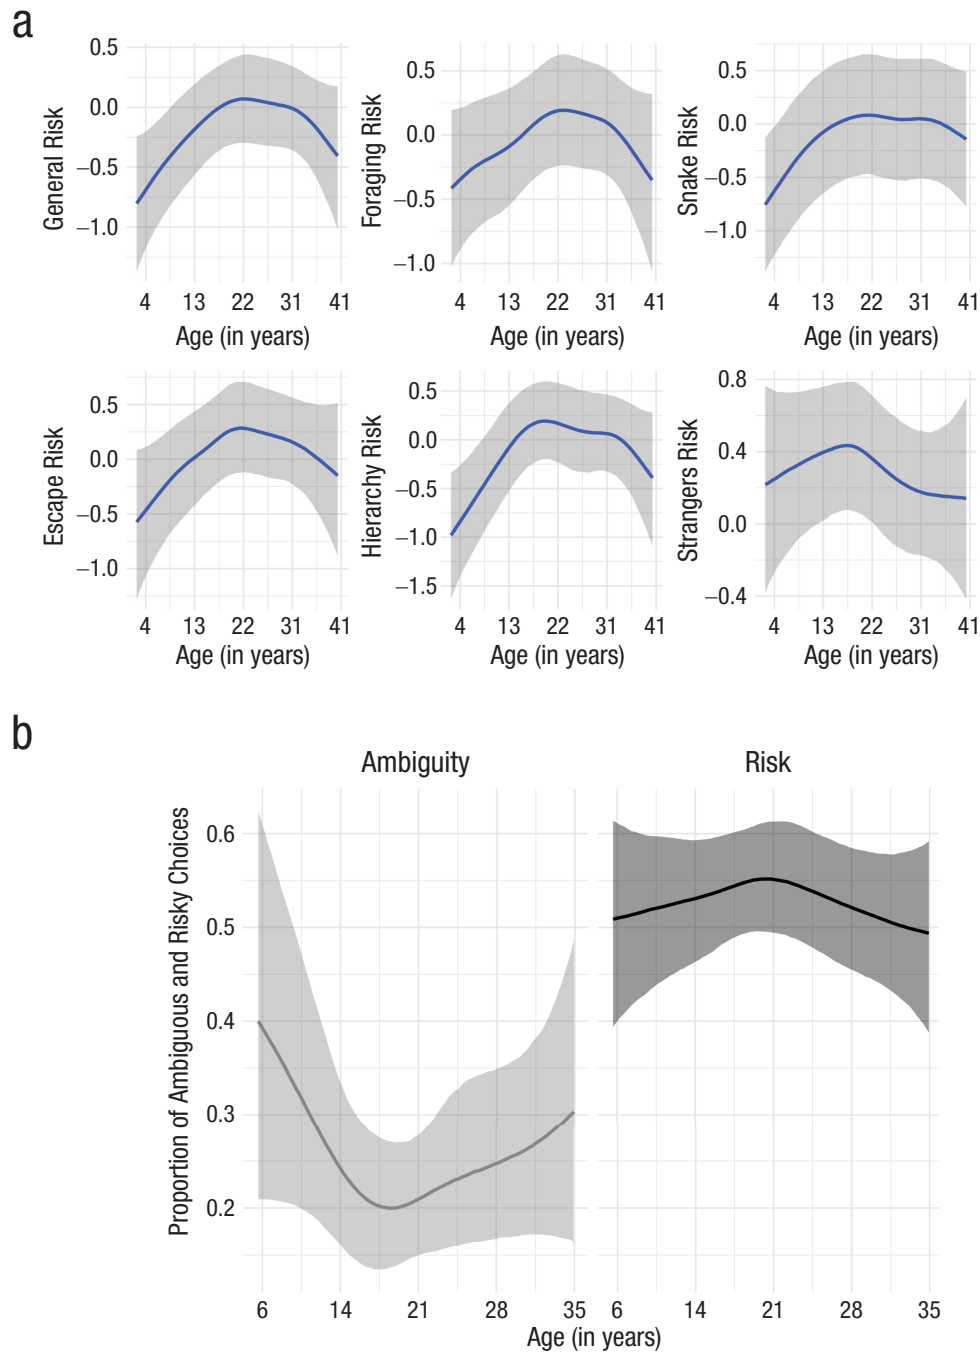 a
General Risk
0.5
0.0
−0.5
−1.0
4 13 22 31 41
Age (in years)
Foraging Risk
0.5
0.0
−0.5
−1.0
4 13 22 31 41
Age (in years)
Snake Risk
0.5
0.0
−0.5
−1.0
4 13 22 31 41
Age (in years)
Escape Risk
0.5
0.0
−0.5
−1.0
4 13 22 31 41
Age (in years)
Hierarchy Risk
0.5
0.0
−0.5
−1.0
−1.5
4 13 22 31 41
Age (in years)
Strangers Risk
0.8
0.4
0.0
−0.4
4 13 22 31 41
Age (in years)
b
Ambiguity
Risk
Proportion of Ambiguous and Risky Choices
0.6
0.5
0.4
0.3
0.2
6 14 21 28 35
6 14 21 28 35
Age (in years)